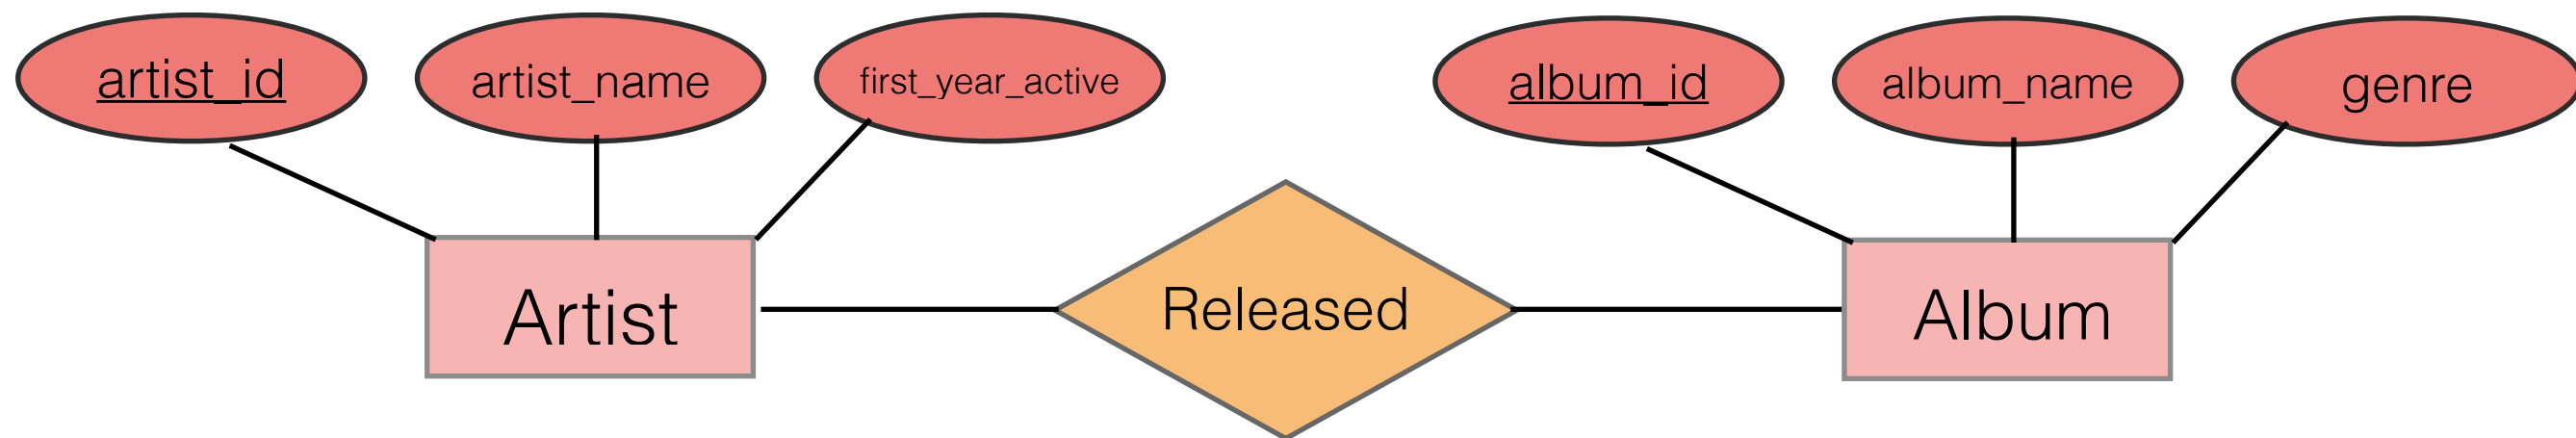 artist_id
artist_name
first_year_active
album_id
album_name
genre
Artist
Released
Album